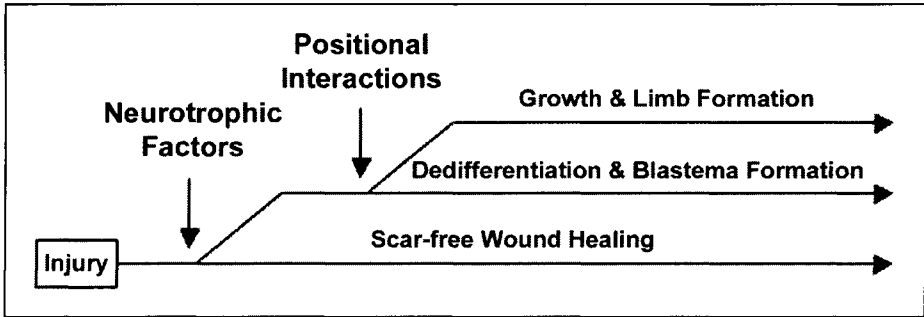 Positional
Interactions
Neurotrophic
Factors
Growth & Limb Formation
Dedifferentiation & Blastema Formation
Scar-free Wound Healing
Injury